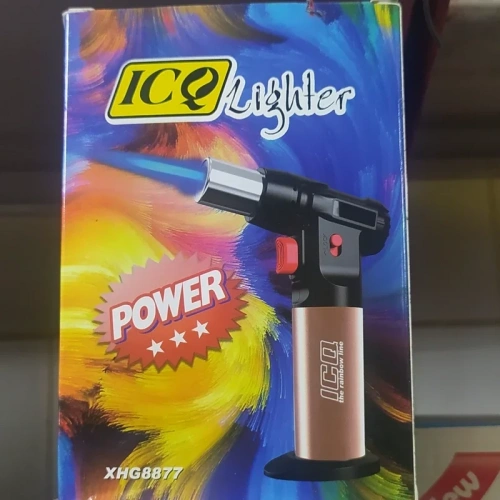 ICQ Lighter
POWER
ICQ
the rainbow line
XHG8877